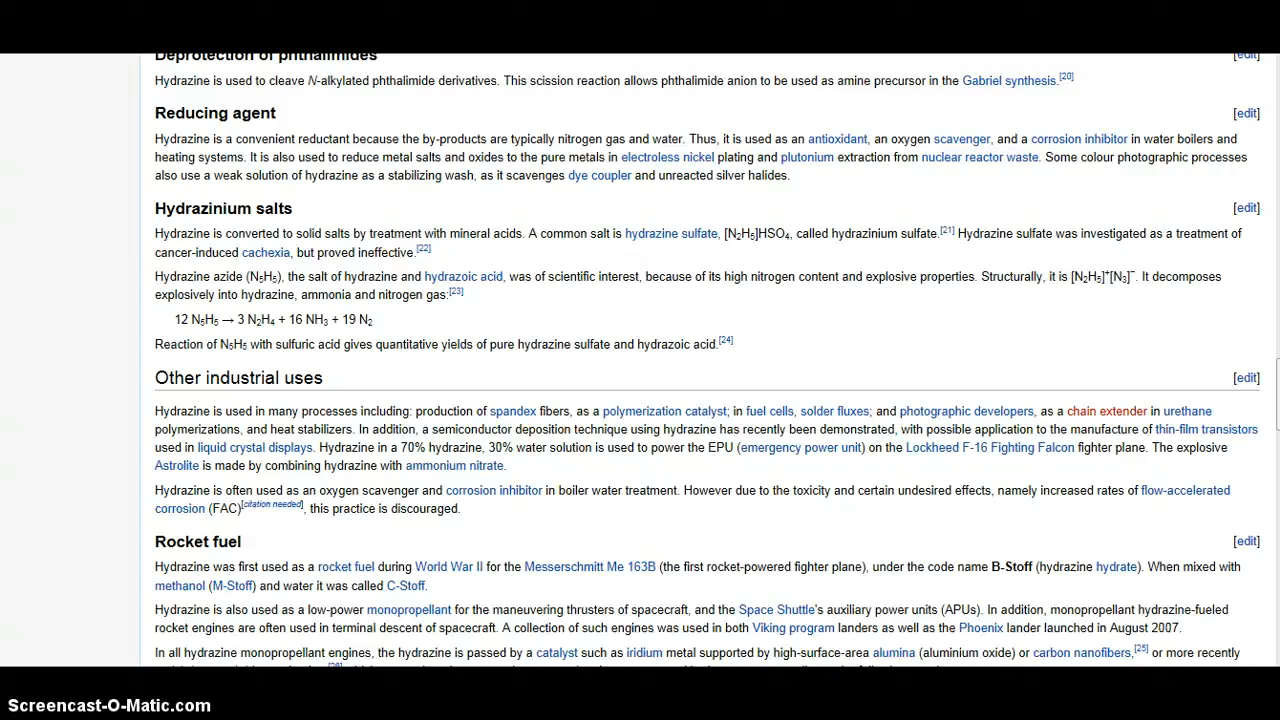 Deprotection of phthalimides [edit]
Hydrazine is used to cleave N-alkylated phthalimide derivatives. This scission reaction allows phthalimide anion to be used as amine precursor in the Gabriel synthesis.[20]
Reducing agent [edit]
Hydrazine is a convenient reductant because the by-products are typically nitrogen gas and water. Thus, it is used as an antioxidant, an oxygen scavenger, and a corrosion inhibitor in water boilers and
heating systems. It is also used to reduce metal salts and oxides to the pure metals in electroless nickel plating and plutonium extraction from nuclear reactor waste. Some colour photographic processes
also use a weak solution of hydrazine as a stabilizing wash, as it scavenges dye coupler and unreacted silver halides.
Hydrazinium salts [edit]
Hydrazine is converted to solid salts by treatment with mineral acids. A common salt is hydrazine sulfate, [N₂H₅]HSO₄, called hydrazinium sulfate.[21] Hydrazine sulfate was investigated as a treatment of
cancer-induced cachexia, but proved ineffective.[22]
Hydrazine azide (N₅H₅), the salt of hydrazine and hydrazoic acid, was of scientific interest, because of its high nitrogen content and explosive properties. Structurally, it is [N₂H₅]⁺[N₃]⁻. It decomposes
explosively into hydrazine, ammonia and nitrogen gas:[23]
12 N₅H₅ → 3 N₂H₄ + 16 NH₃ + 19 N₂
Reaction of N₅H₅ with sulfuric acid gives quantitative yields of pure hydrazine sulfate and hydrazoic acid.[24]
Other industrial uses [edit]
Hydrazine is used in many processes including: production of spandex fibers, as a polymerization catalyst; in fuel cells, solder fluxes; and photographic developers, as a chain extender in urethane
polymerizations, and heat stabilizers. In addition, a semiconductor deposition technique using hydrazine has recently been demonstrated, with possible application to the manufacture of thin-film transistors
used in liquid crystal displays. Hydrazine in a 70% hydrazine, 30% water solution is used to power the EPU (emergency power unit) on the Lockheed F-16 Fighting Falcon fighter plane. The explosive
Astrolite is made by combining hydrazine with ammonium nitrate.
Hydrazine is often used as an oxygen scavenger and corrosion inhibitor in boiler water treatment. However due to the toxicity and certain undesired effects, namely increased rates of flow-accelerated
corrosion (FAC)[citation needed], this practice is discouraged.
Rocket fuel [edit]
Hydrazine was first used as a rocket fuel during World War II for the Messerschmitt Me 163B (the first rocket-powered fighter plane), under the code name B-Stoff (hydrazine hydrate). When mixed with
methanol (M-Stoff) and water it was called C-Stoff.
Hydrazine is also used as a low-power monopropellant for the maneuvering thrusters of spacecraft, and the Space Shuttle's auxiliary power units (APUs). In addition, monopropellant hydrazine-fueled
rocket engines are often used in terminal descent of spacecraft. A collection of such engines was used in both Viking program landers as well as the Phoenix lander launched in August 2007.
In all hydrazine monopropellant engines, the hydrazine is passed by a catalyst such as iridium metal supported by high-surface-area alumina (aluminium oxide) or carbon nanofibers,[25] or more recently
Screencast-O-Matic.com